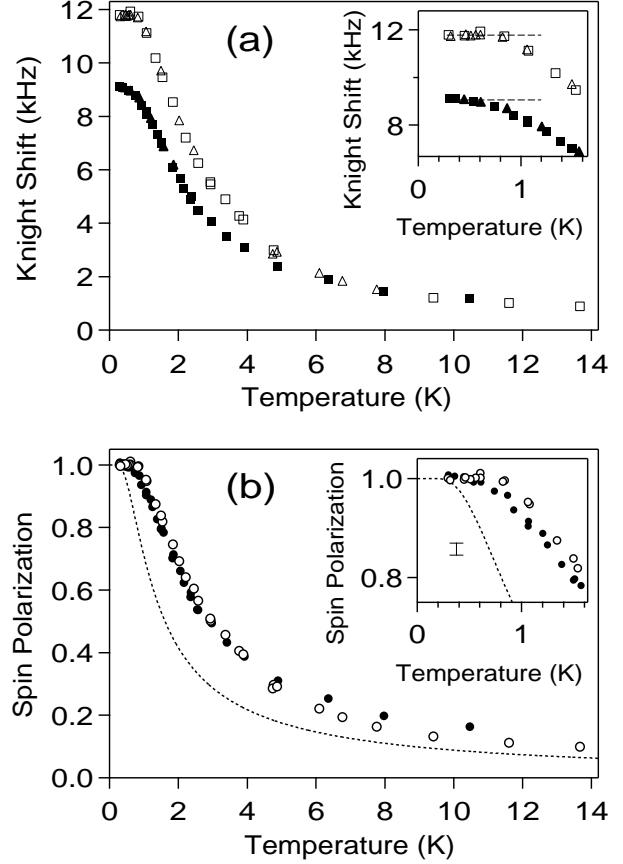 (a)
Knight Shift (kHz)
14
12
10
8
6
4
2
0
0 2 4 6 8 10 12 14
Temperature (K)
Knight Shift (kHz)
12
8
0 1
Temperature (K)
(b)
Spin Polarization
1.0
0.8
0.6
0.4
0.2
0.0
0 2 4 6 8 10 12 14
Temperature (K)
Spin Polarization
1.0
0.8
0 1
Temperature (K)